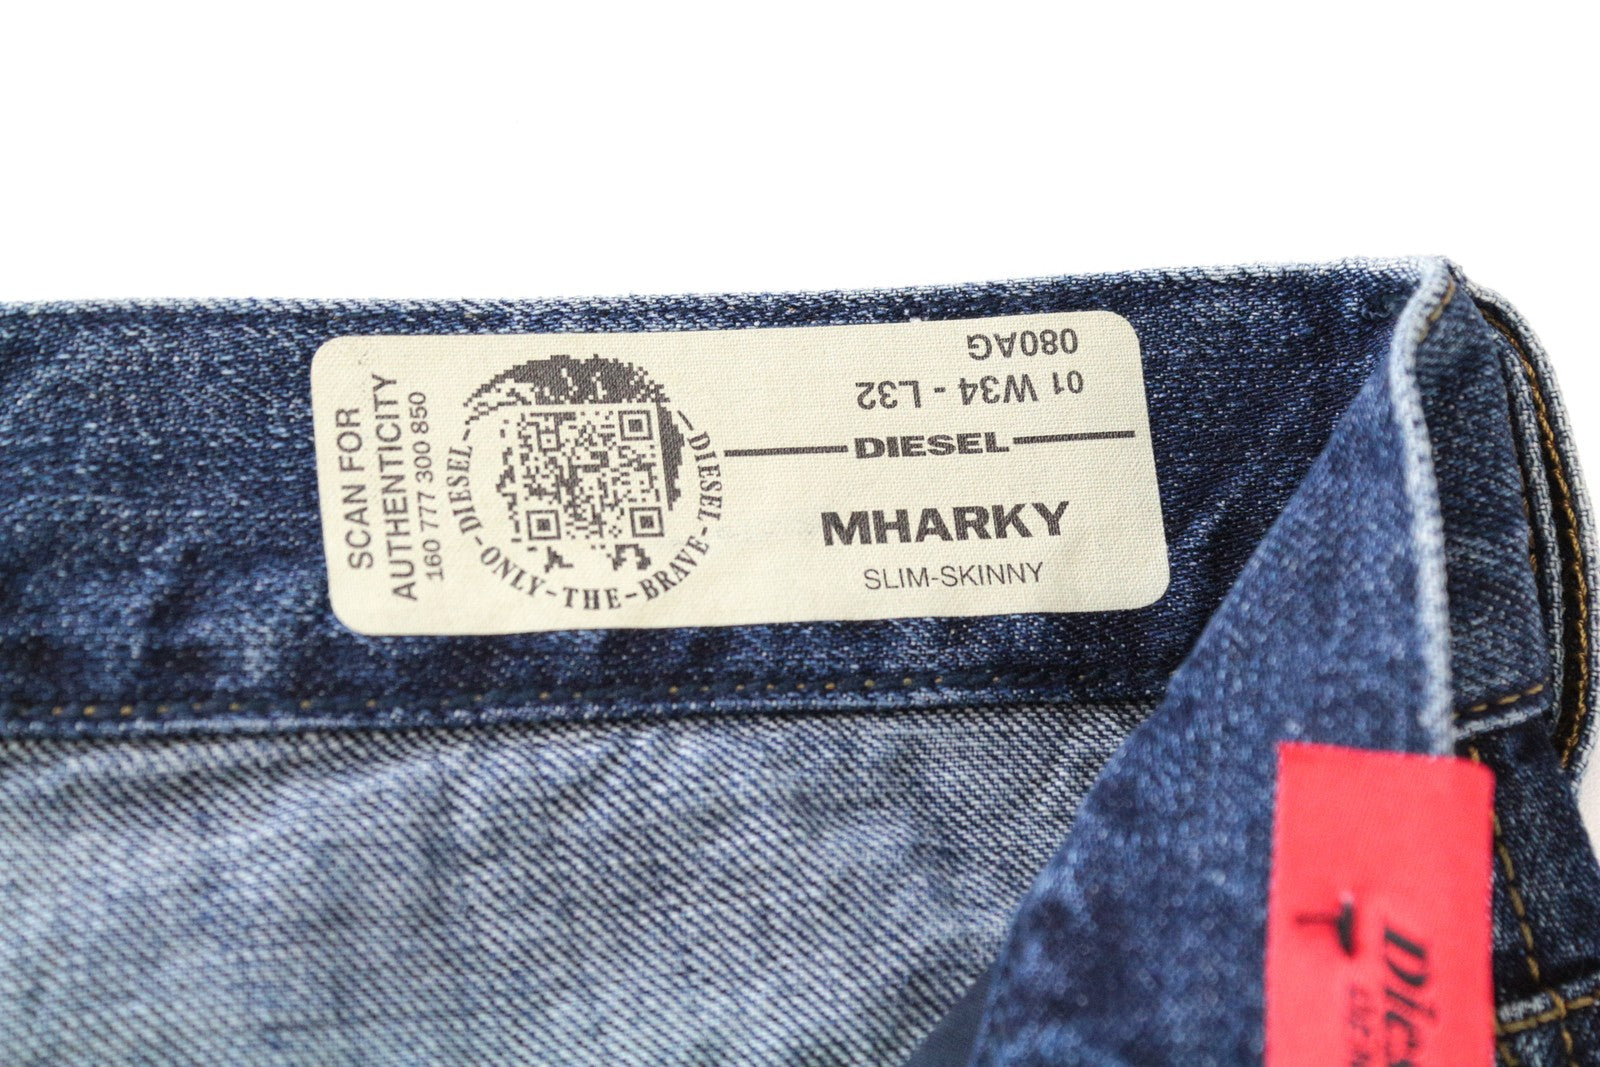 SCAN FOR
AUTHENTICITY
160 777 300 850
DIESEL-ONLY-THE-BRAVE-DIESEL
080AG
01 W34 - L32
DIESEL
MHARKY
SLIM-SKINNY